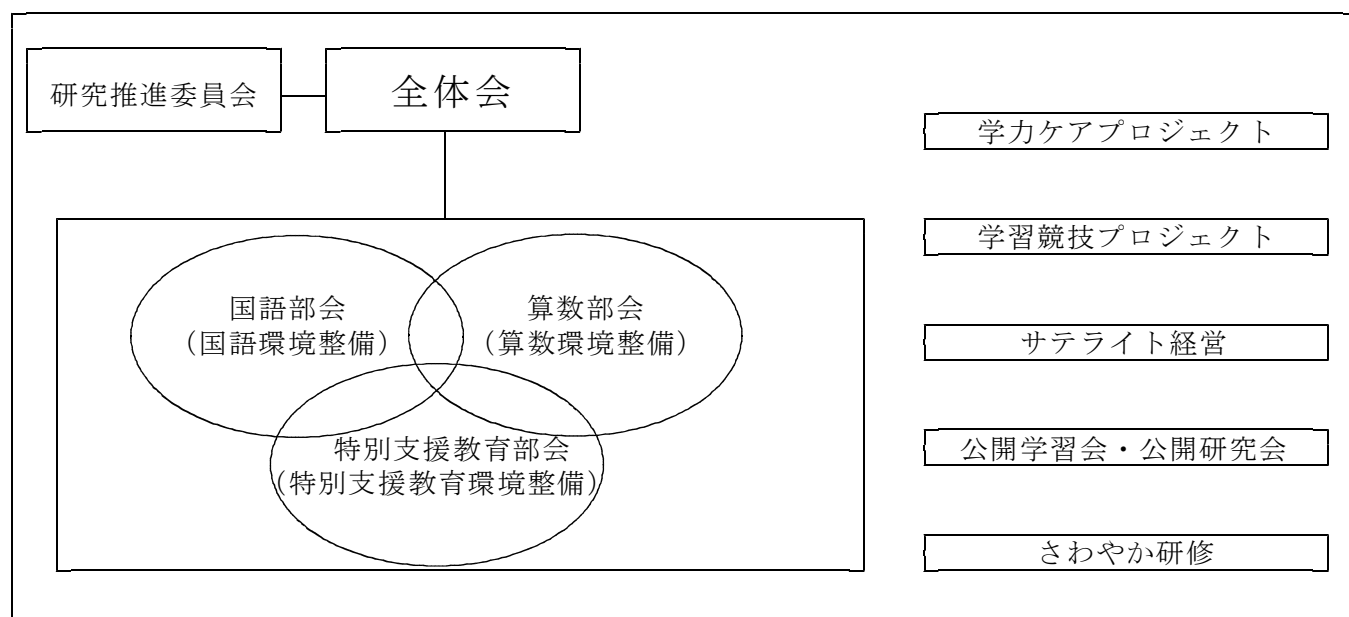 研究推進委員会
全体会
国語部会
（国語環境整備）
算数部会
（算数環境整備）
特別支援教育部会
（特別支援教育環境整備）
学力ケアプロジェクト
学習競技プロジェクト
サテライト経営
公開学習会・公開研究会
さわやか研修